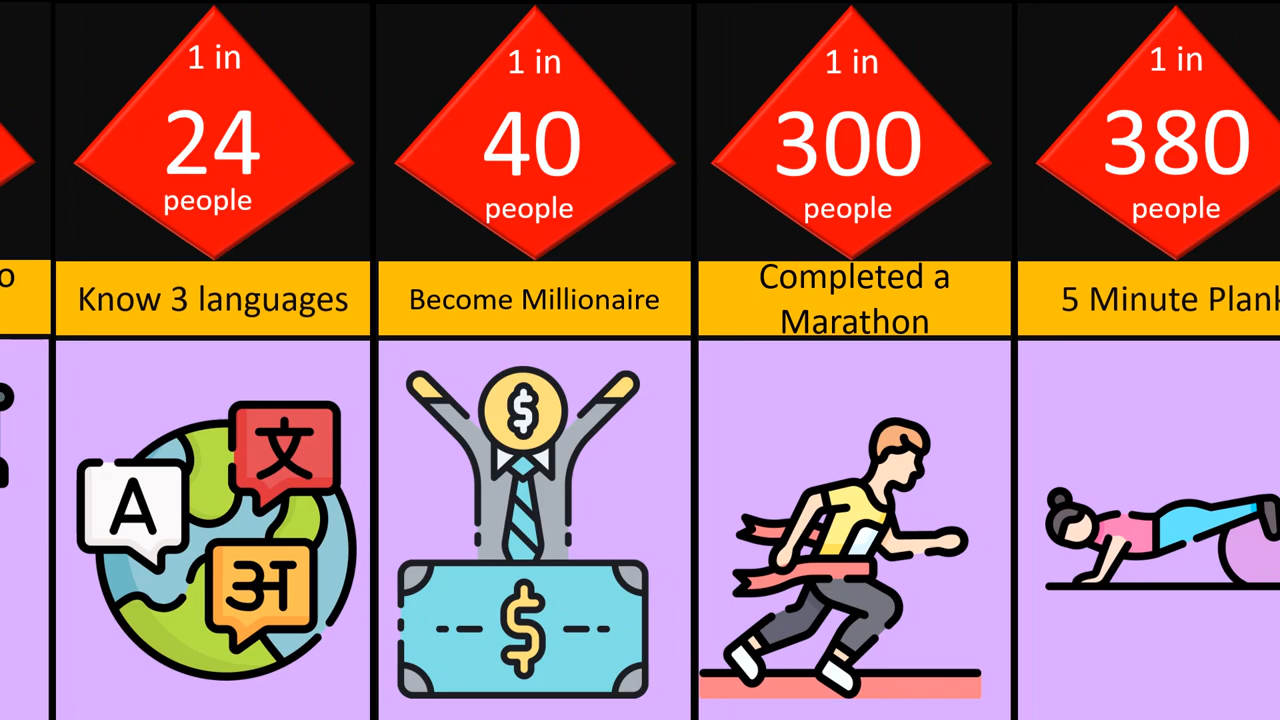 1 in
24
people
1 in
40
people
1 in
300
people
1 in
380
people
o
Know 3 languages
Become Millionaire
Completed a
Marathon
5 Minute Plank
A
文
अ
$
$